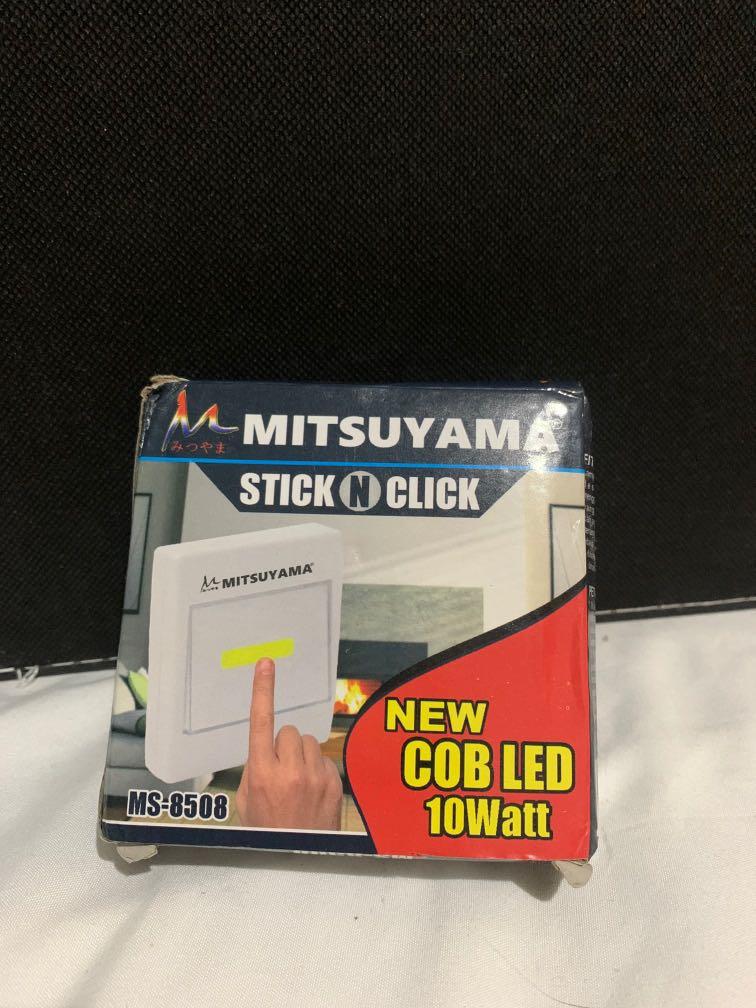 MITSUYAMA
みつやま
STICK N CLICK
MITSUYAMA®
NEW
COB LED
10Watt
MS-8508